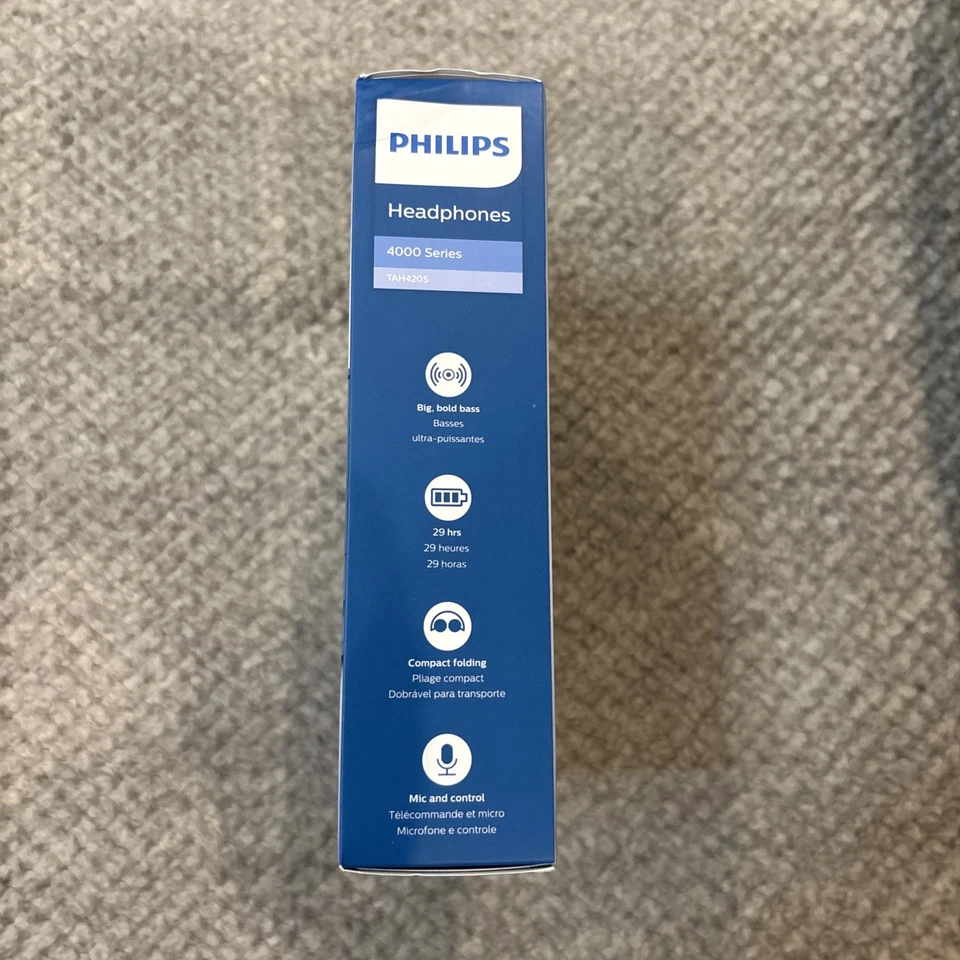 PHILIPS
Headphones
4000 Series
TAH4205
Big, bold bass
Basses
ultra-puissantes
29 hrs
29 heures
29 horas
Compact folding
Pliage compact
Dobrável para transporte
Mic and control
Télécommande et micro
Microfone e controle